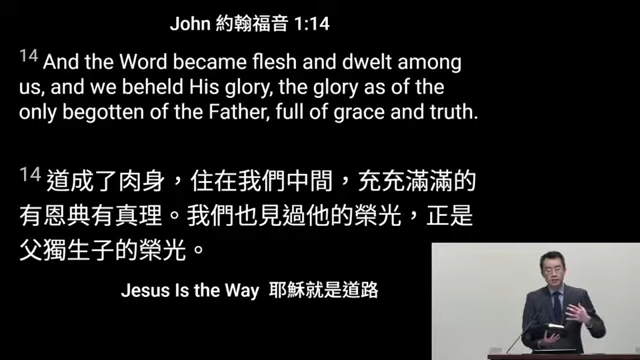 John 約翰福音 1:14
14 And the Word became flesh and dwelt among
us, and we beheld His glory, the glory as of the
only begotten of the Father, full of grace and truth.
14 道成了肉身，住在我們中間，充充滿滿的
有恩典有真理。我們也見過他的榮光，正是
父獨生子的榮光。
Jesus Is the Way 耶穌就是道路